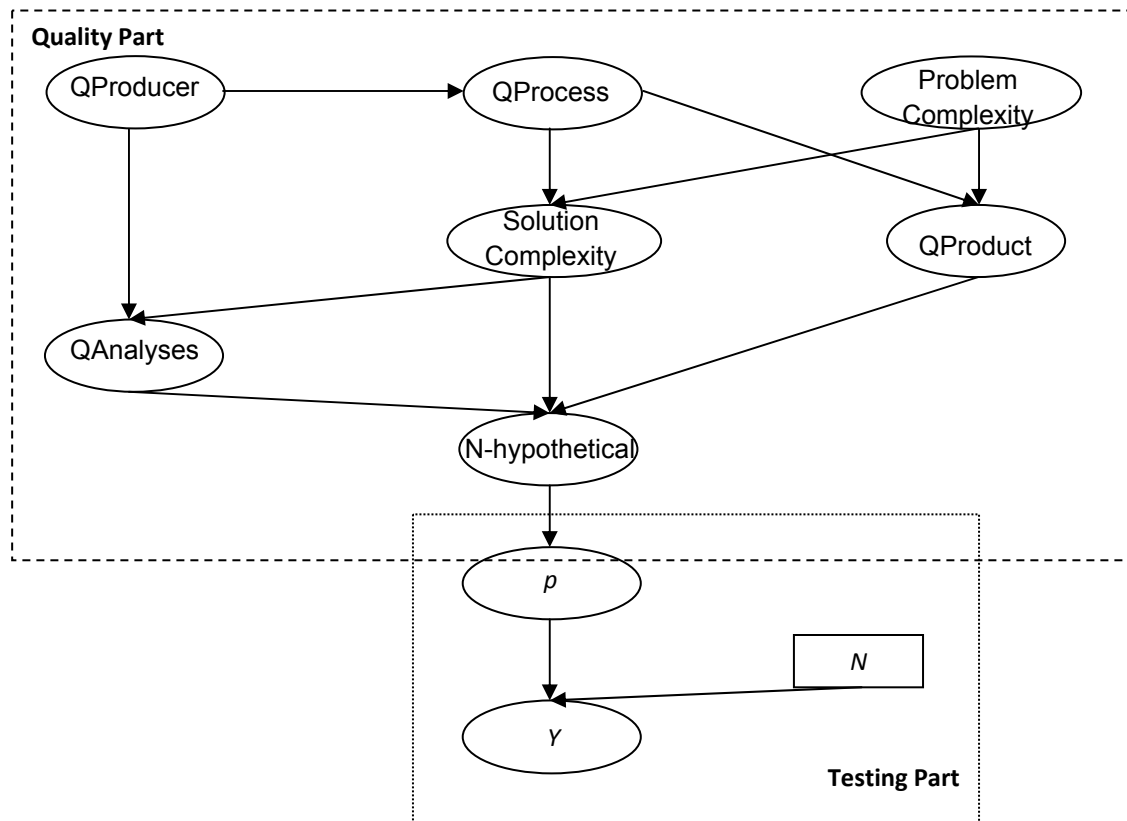 Quality Part
QProducer
QProcess
Problem
Complexity
Solution
Complexity
QProduct
QAnalyses
N-hypothetical
p
N
Y
Testing Part